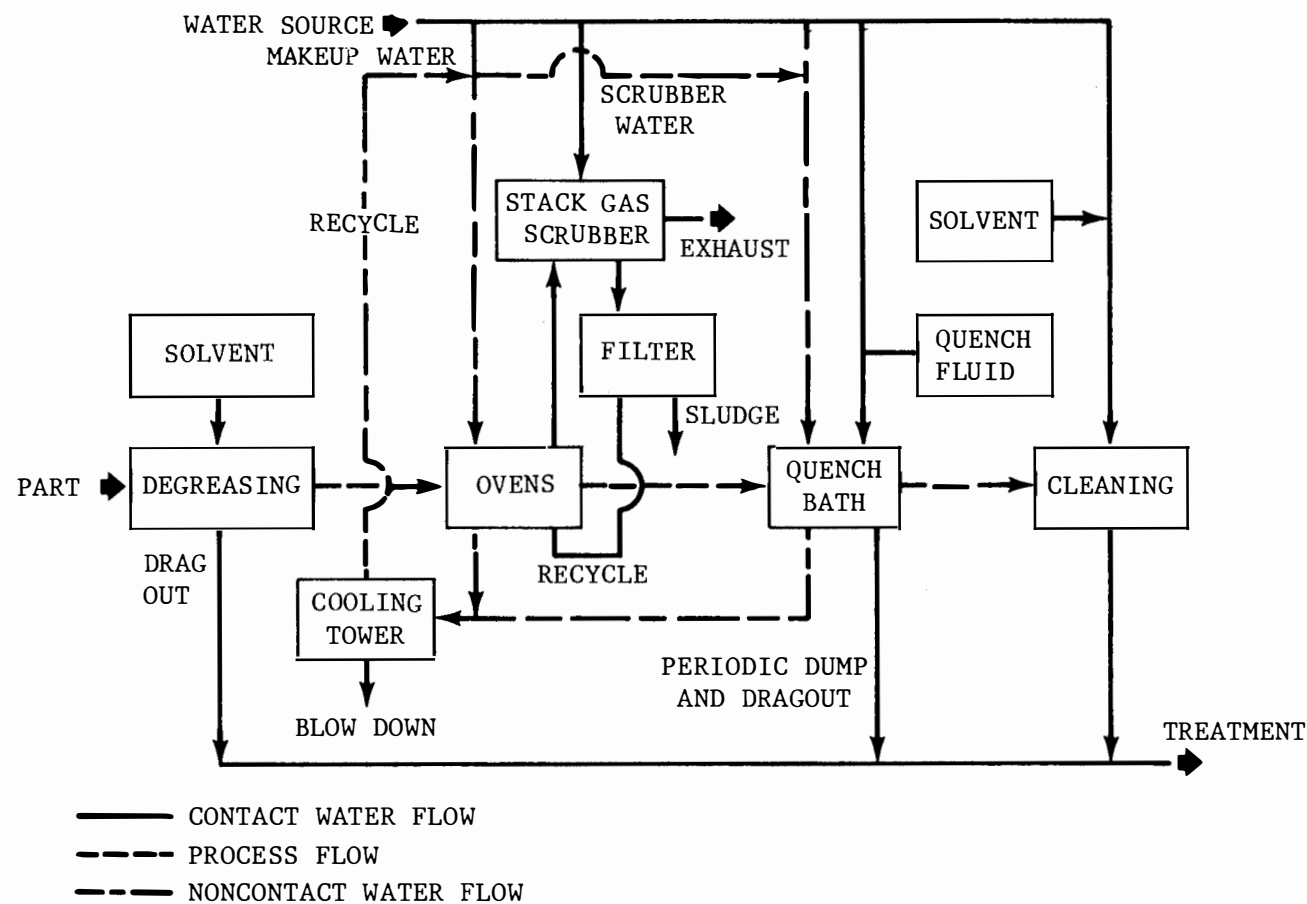 WATER SOURCE
MAKEUP WATER
SCRUBBER
WATER
STACK GAS
SCRUBBER
EXHAUST
SOLVENT
RECYCLE
SOLVENT
FILTER
QUENCH
FLUID
SLUDGE
PART
DEGREASING
OVENS
QUENCH
BATH
CLEANING
DRAG
OUT
RECYCLE
COOLING
TOWER
PERIODIC DUMP
AND DRAGOUT
BLOW DOWN
TREATMENT
CONTACT WATER FLOW
PROCESS FLOW
NONCONTACT WATER FLOW